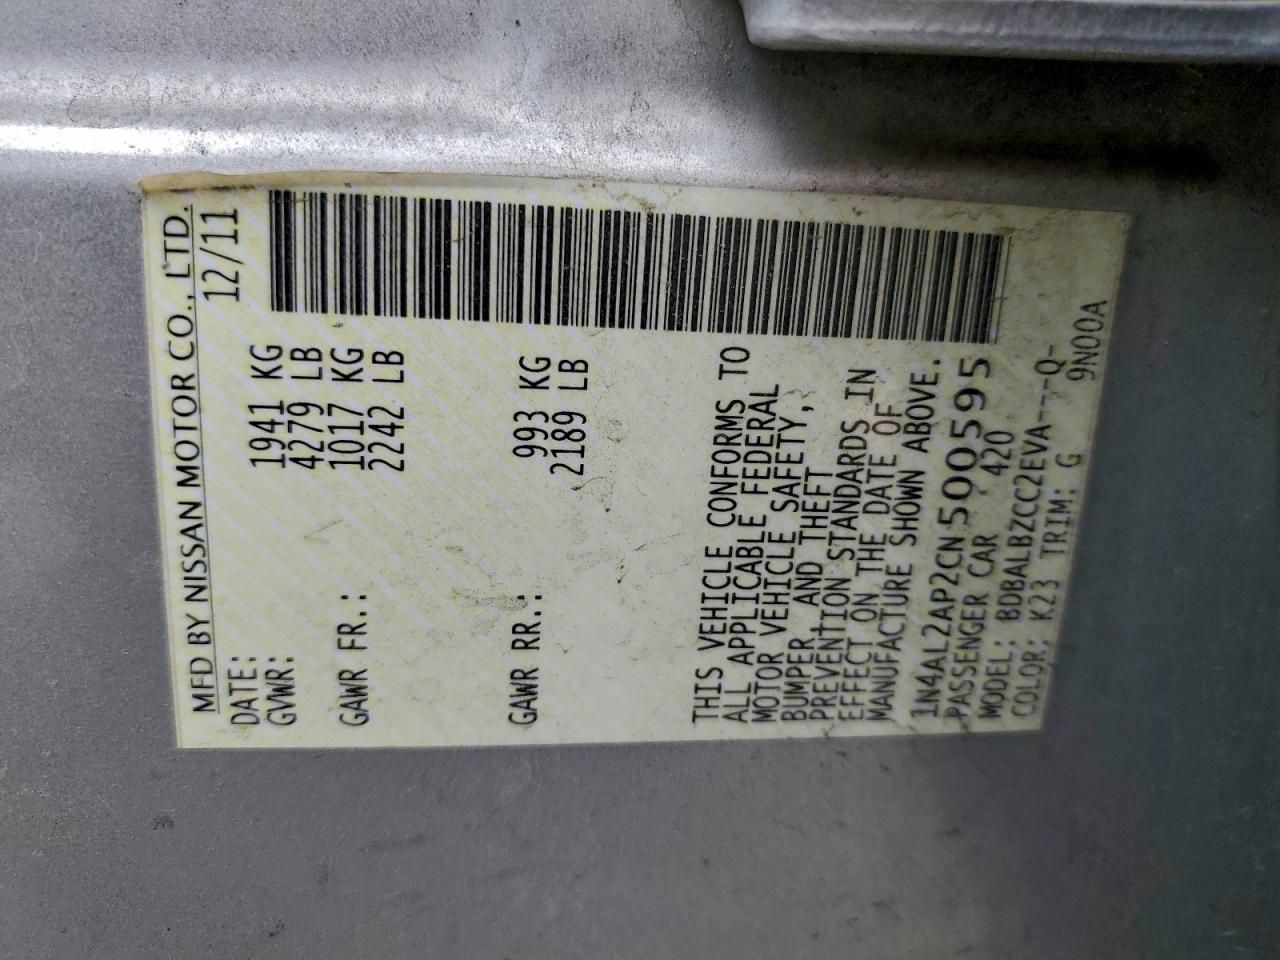 MFD BY NISSAN MOTOR CO., LTD.
DATE: 12/11
GVWR: 1941 KG
4279 LB
GAWR FR.: 1017 KG
2242 LB
GAWR RR.: 993 KG
2189 LB
THIS VEHICLE CONFORMS TO
ALL APPLICABLE FEDERAL
MOTOR VEHICLE SAFETY,
BUMPER, AND THEFT
PREVENTION STANDARDS IN
EFFECT ON THE DATE OF
MANUFACTURE SHOWN ABOVE.
1N4AL2AP2CN500595
PASSENGER CAR 420
MODEL: BDBALBZCC2EVA---Q-
COLOR: K23 TRIM: G 9N00A